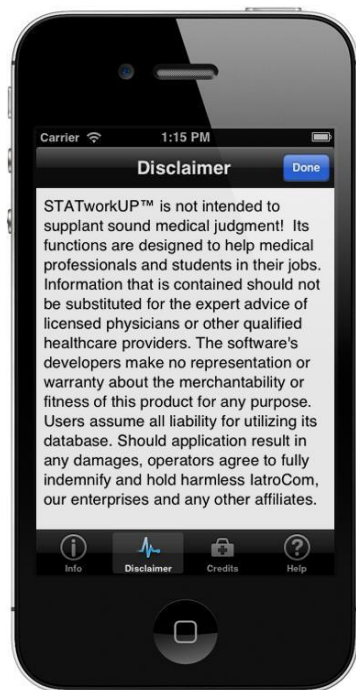 Carrier 1:15 PM
Disclaimer Done
STATworkUP™ is not intended to
supplant sound medical judgment! Its
functions are designed to help medical
professionals and students in their jobs.
Information that is contained should not
be substituted for the expert advice of
licensed physicians or other qualified
healthcare providers. The software's
developers make no representation or
warranty about the merchantability or
fitness of this product for any purpose.
Users assume all liability for utilizing its
database. Should application result in
any damages, operators agree to fully
indemnify and hold harmless IatroCom,
our enterprises and any other affiliates.
Info Disclaimer Credits Help